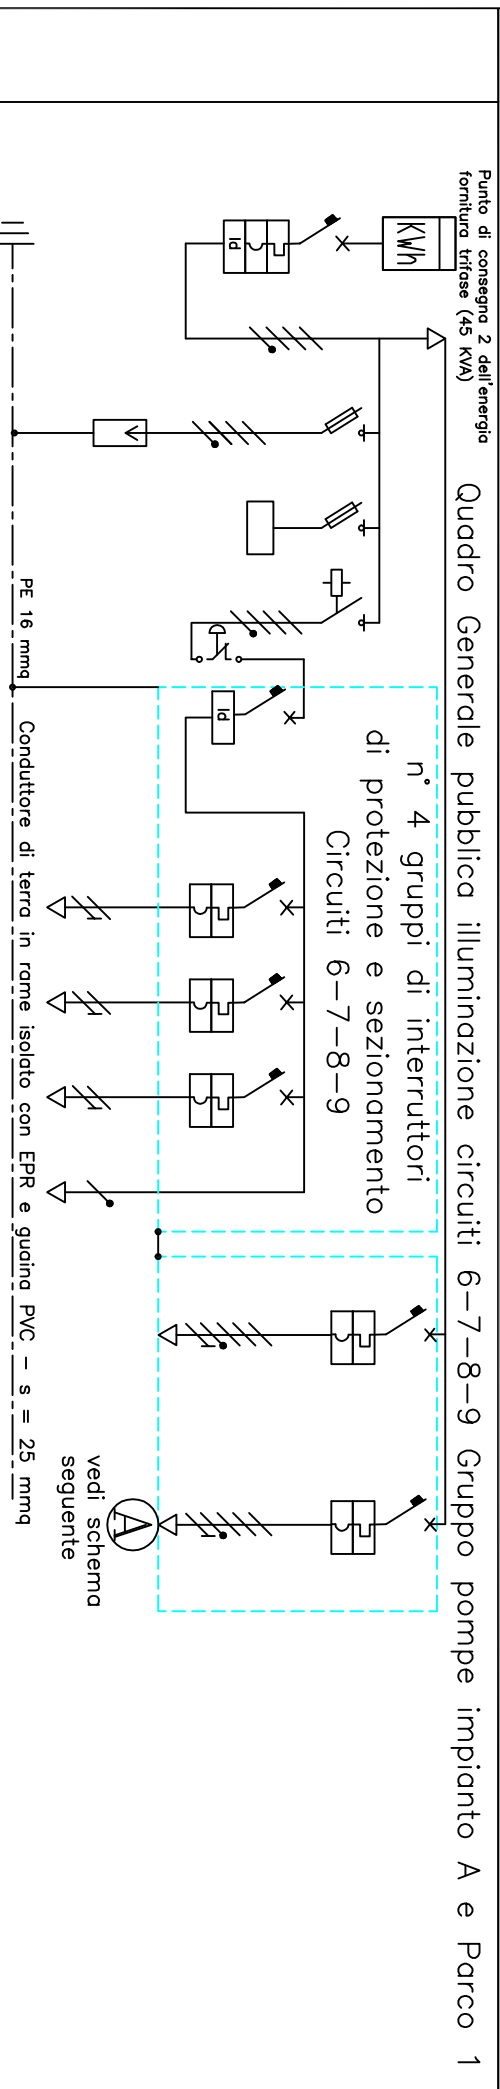 Punto di consegna 2 dell'energia
fornitura trifase (45 KVA)
Quadro Generale pubblica illuminazione circuiti 6-7-8-9 Gruppo pompe impianto A e Parco 1
KWh
Id
n° 4 gruppi di interruttori
di protezione e sezionamento
Circuiti 6-7-8-9
Id
PE 16 mmq
Conduttore di terra in rame isolato con EPR e guaina PVC - s = 25 mmq
A
vedi schema
seguente